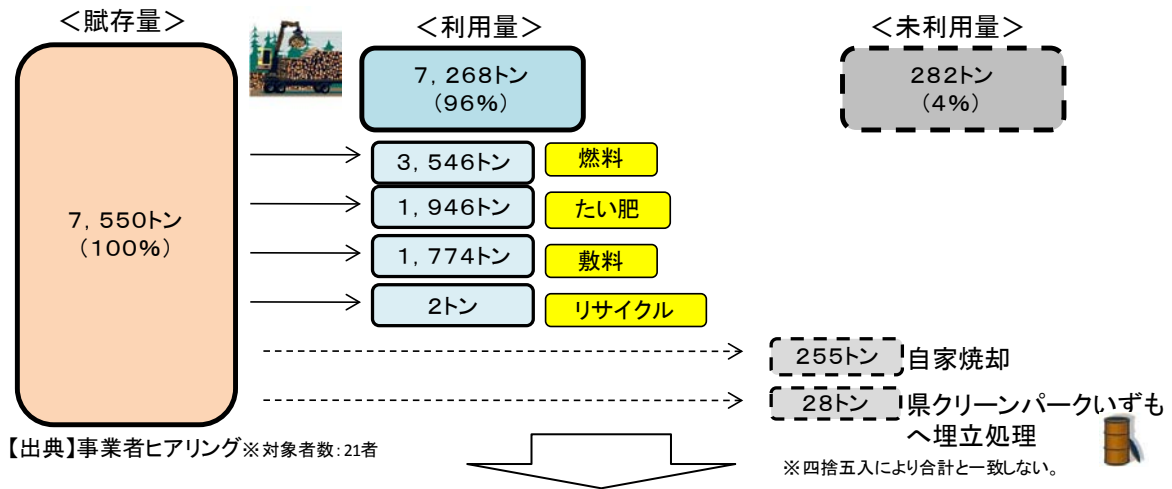 ＜賦存量＞
＜利用量＞
＜未利用量＞
7，550トン
（100％）
7，268トン
（96％）
282トン
（4％）
3，546トン
燃料
1，946トン
たい肥
1，774トン
敷料
2トン
リサイクル
255トン
自家焼却
28トン
県クリーンパークいずも
へ埋立処理
※四捨五入により合計と一致しない。
【出典】事業者ヒアリング※対象者数：21者